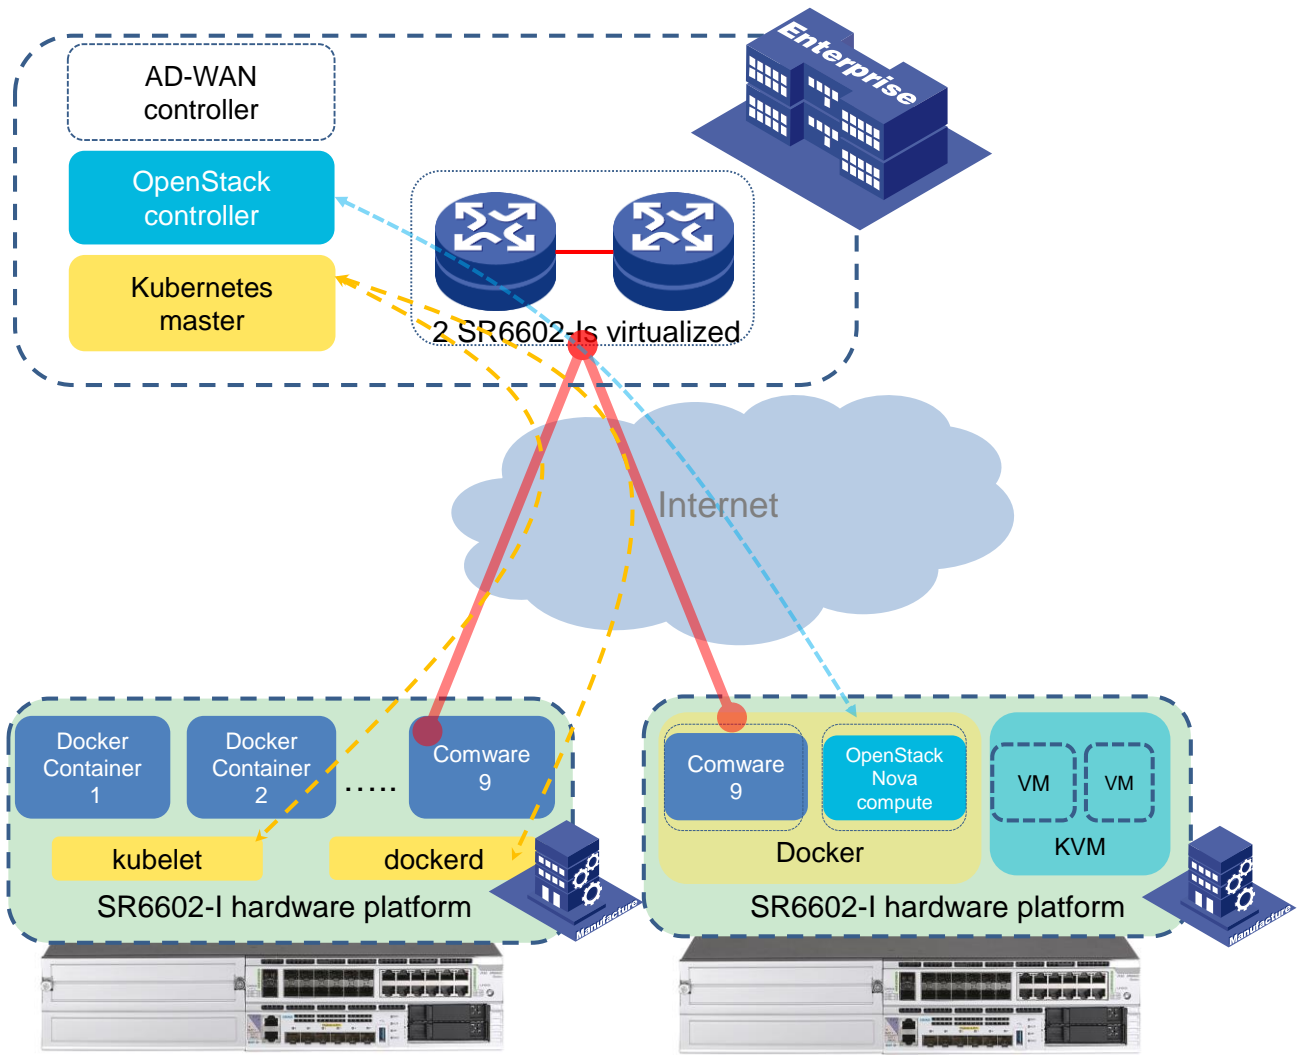 Enterprise
AD-WAN
controller
OpenStack
controller
Kubernetes
master
2 SR6602-Is virtualized
Internet
Docker
Container
1
Docker
Container
2
.....
Comware
9
kubelet
dockerd
SR6602-I hardware platform
Manufacture
Comware
9
OpenStack
Nova
compute
Docker
VM
VM
KVM
SR6602-I hardware platform
Manufacture